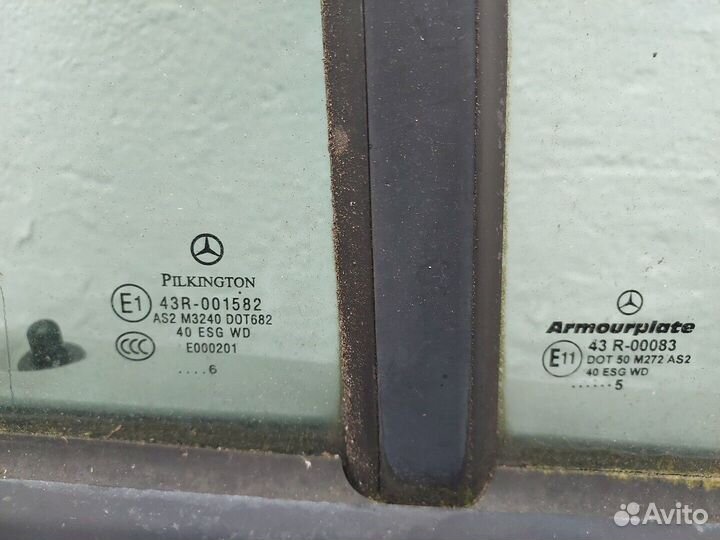 PILKINGTON
E1 43R-001582
AS2 M3240 DOT682
40 ESG WD
CCC E000201
....6
Armourplate
E11 43 R-00083
DOT 50 M272 AS2
40 ESG WD
......5
Avito